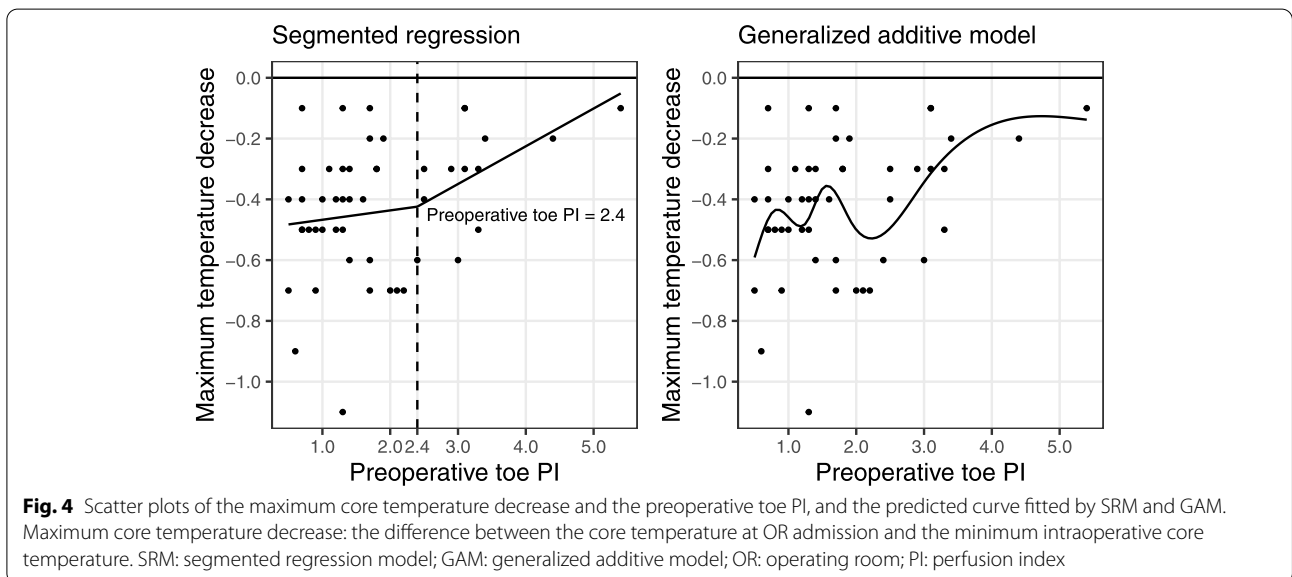 Segmented regression
Maximum temperature decrease
0.0
−0.2
−0.4
−0.6
−0.8
−1.0
Preoperative toe PI = 2.4
1.0 2.0 2.4 3.0 4.0 5.0
Preoperative toe PI
Generalized additive model
Maximum temperature decrease
0.0
−0.2
−0.4
−0.6
−0.8
−1.0
1.0 2.0 3.0 4.0 5.0
Preoperative toe PI
Fig. 4 Scatter plots of the maximum core temperature decrease and the preoperative toe PI, and the predicted curve fitted by SRM and GAM.
Maximum core temperature decrease: the difference between the core temperature at OR admission and the minimum intraoperative core
temperature. SRM: segmented regression model; GAM: generalized additive model; OR: operating room; PI: perfusion index